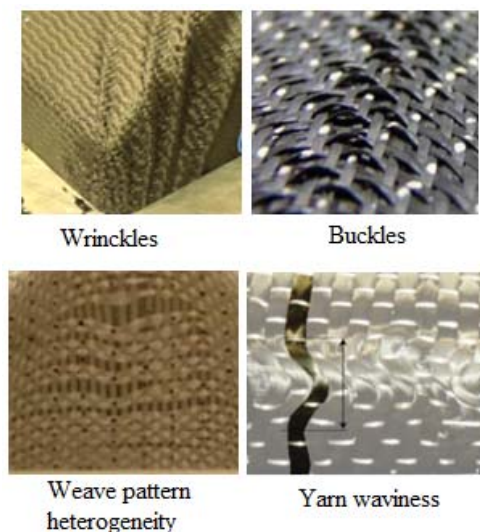 Wrinckles
Buckles
Weave pattern
heterogeneity
Yarn waviness